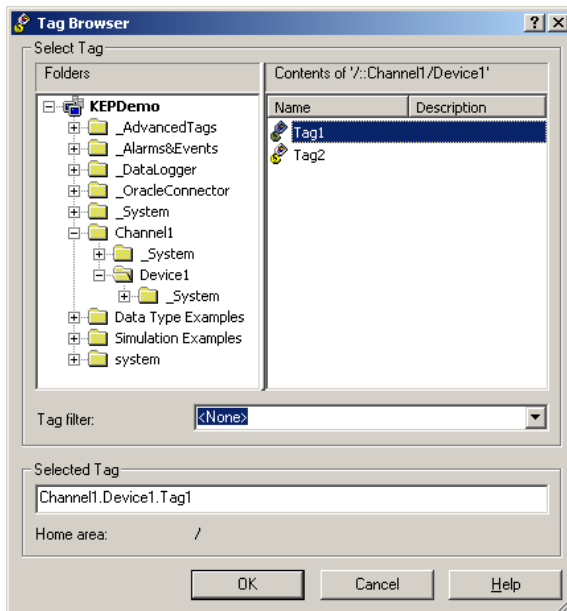 Tag Browser
Select Tag
Folders
Contents of '/::Channel1/Device1'
KEPDemo
_AdvancedTags
_Alarms&Events
_DataLogger
_OracleConnector
_System
Channel1
_System
Device1
_System
Data Type Examples
Simulation Examples
system
Name Description
Tag1
Tag2
Tag filter: <None>
Selected Tag
Channel1.Device1.Tag1
Home area: /
OK Cancel Help